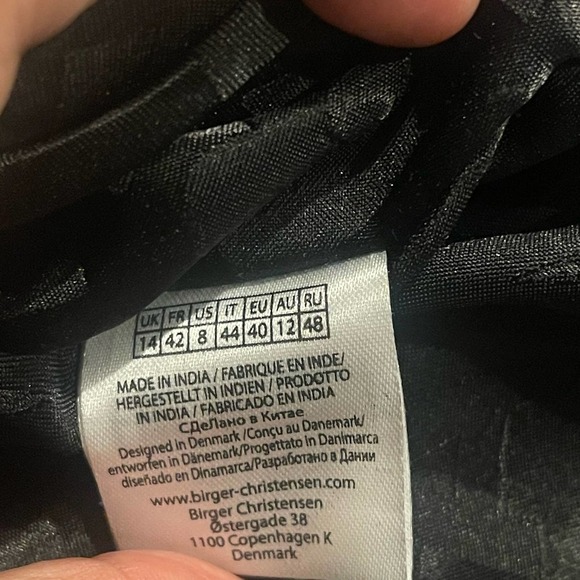 UK FR US IT EU AU RU
14 42 8 44 40 12 48
MADE IN INDIA / FABRIQUE EN INDE/
HERGESTELLT IN INDIEN / PRODOTTO
IN INDIA / FABRICADO EN INDIA
СДеЛано в Китае
Designed in Denmark/Conçu au Danemark/
entworfen in Dänemark/Progettato in Danimarca
diseñado en Dinamarca/Разработано в Дании
www.birger-christensen.com
Birger Christensen
Østergade 38
1100 Copenhagen K
Denmark